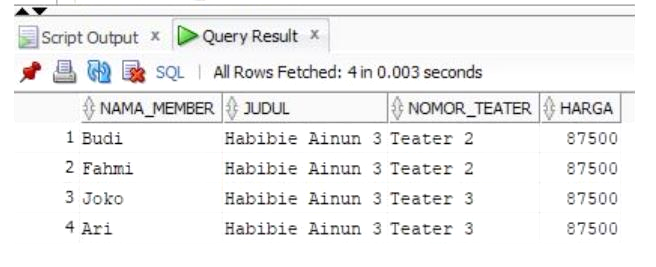 Script Output x Query Result x
SQL | All Rows Fetched: 4 in 0.003 seconds
NAMA_MEMBER JUDUL NOMOR_TEATER HARGA
1 Budi Habibie Ainun 3 Teater 2 87500
2 Fahmi Habibie Ainun 3 Teater 2 87500
3 Joko Habibie Ainun 3 Teater 3 87500
4 Ari Habibie Ainun 3 Teater 3 87500